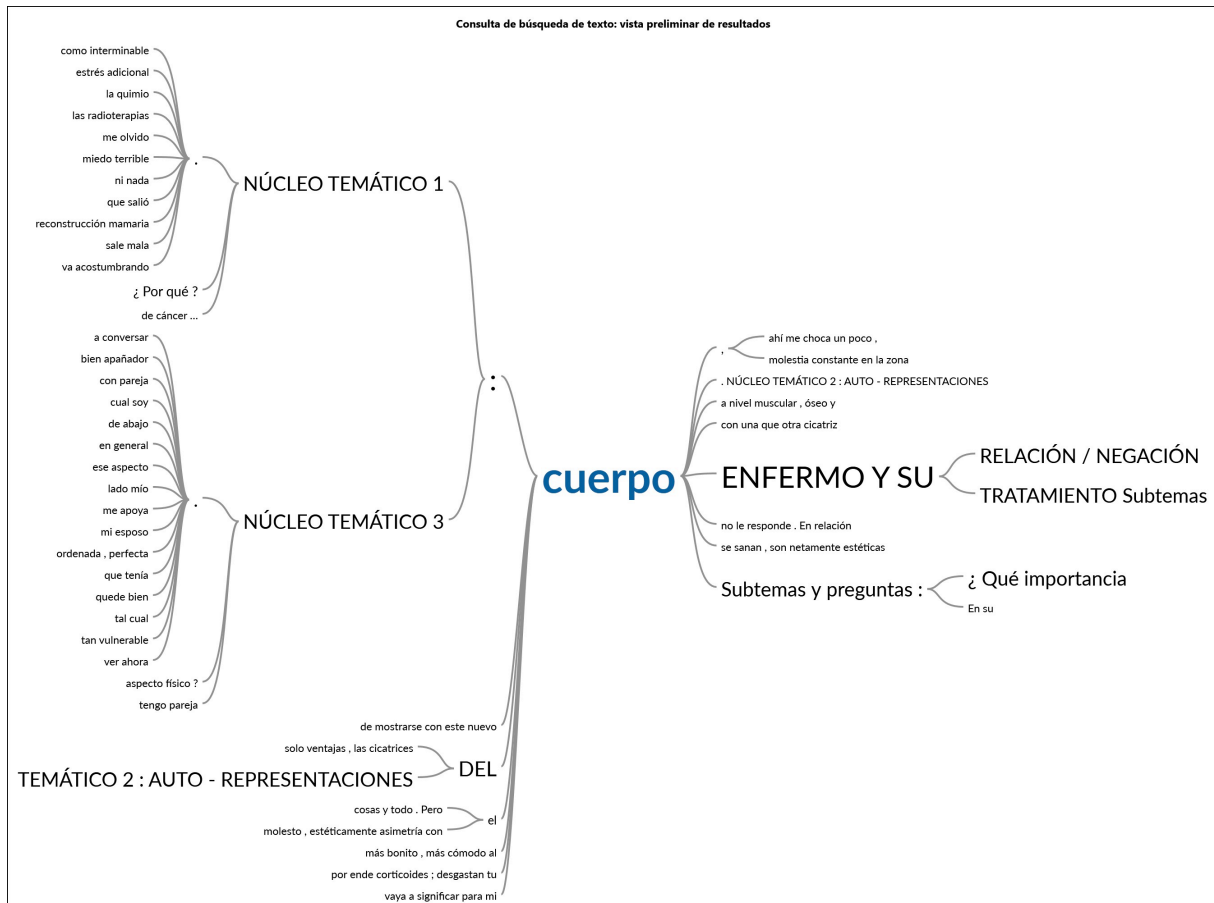 Consulta de búsqueda de texto: vista preliminar de resultados
como interminable
estrés adicional
la quimio
las radioterapias
me olvido
miedo terrible
ni nada
que salió
reconstrucción mamaria
sale mala
va acostumbrando
.
NÚCLEO TEMÁTICO 1
¿ Por qué ?
de cáncer ...
a conversar
bien apañador
con pareja
cual soy
de abajo
en general
ese aspecto
lado mío
me apoya
mi esposo
ordenada , perfecta
que tenía
quede bien
tal cual
tan vulnerable
ver ahora
.
NÚCLEO TEMÁTICO 3
aspecto físico ?
tengo pareja
:
de mostrarse con este nuevo
solo ventajas , las cicatrices
TEMÁTICO 2 : AUTO - REPRESENTACIONES
DEL
cosas y todo . Pero
molesto , estéticamente asimetría con
el
más bonito , más cómodo al
por ende corticoides ; desgastan tu
vaya a significar para mi
cuerpo
,
ahí me choca un poco ,
molestia constante en la zona
. NÚCLEO TEMÁTICO 2 : AUTO - REPRESENTACIONES
a nivel muscular , óseo y
con una que otra cicatriz
ENFERMO Y SU
RELACIÓN / NEGACIÓN
TRATAMIENTO Subtemas
no le responde . En relación
se sanan , son netamente estéticas
Subtemas y preguntas :
¿ Qué importancia
En su